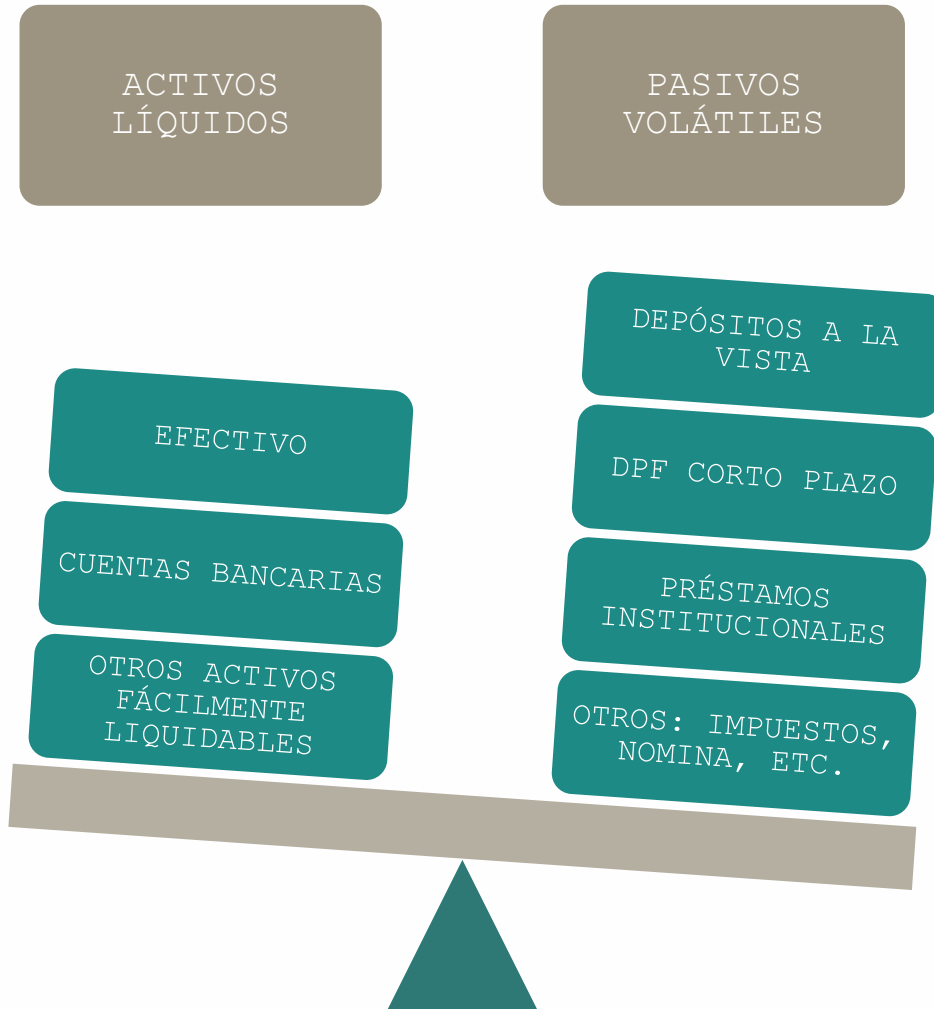 ACTIVOS
LÍQUIDOS
PASIVOS
VOLÁTILES
EFECTIVO
CUENTAS BANCARIAS
OTROS ACTIVOS
FÁCILMENTE
LIQUIDABLES
DEPÓSITOS A LA
VISTA
DPF CORTO PLAZO
PRÉSTAMOS
INSTITUCIONALES
OTROS: IMPUESTOS,
NOMINA, ETC.